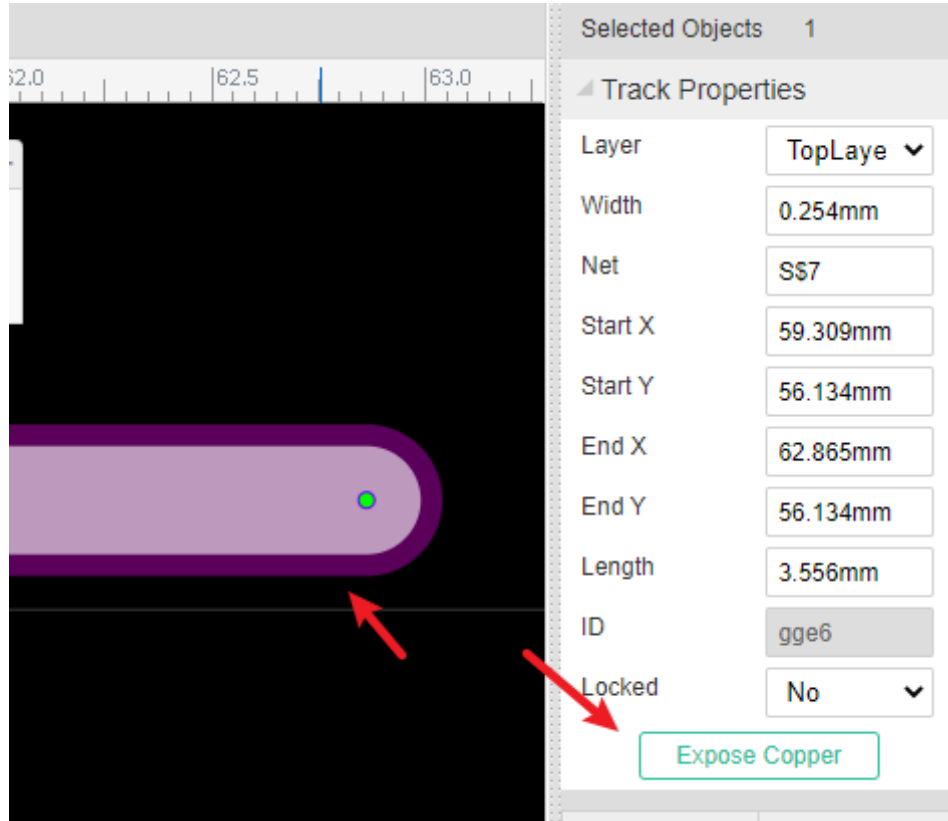 Selected Objects 1
62.0 62.5 63.0
Track Properties
Layer TopLaye
Width 0.254mm
Net S$7
Start X 59.309mm
Start Y 56.134mm
End X 62.865mm
End Y 56.134mm
Length 3.556mm
ID gge6
Locked No
Expose Copper